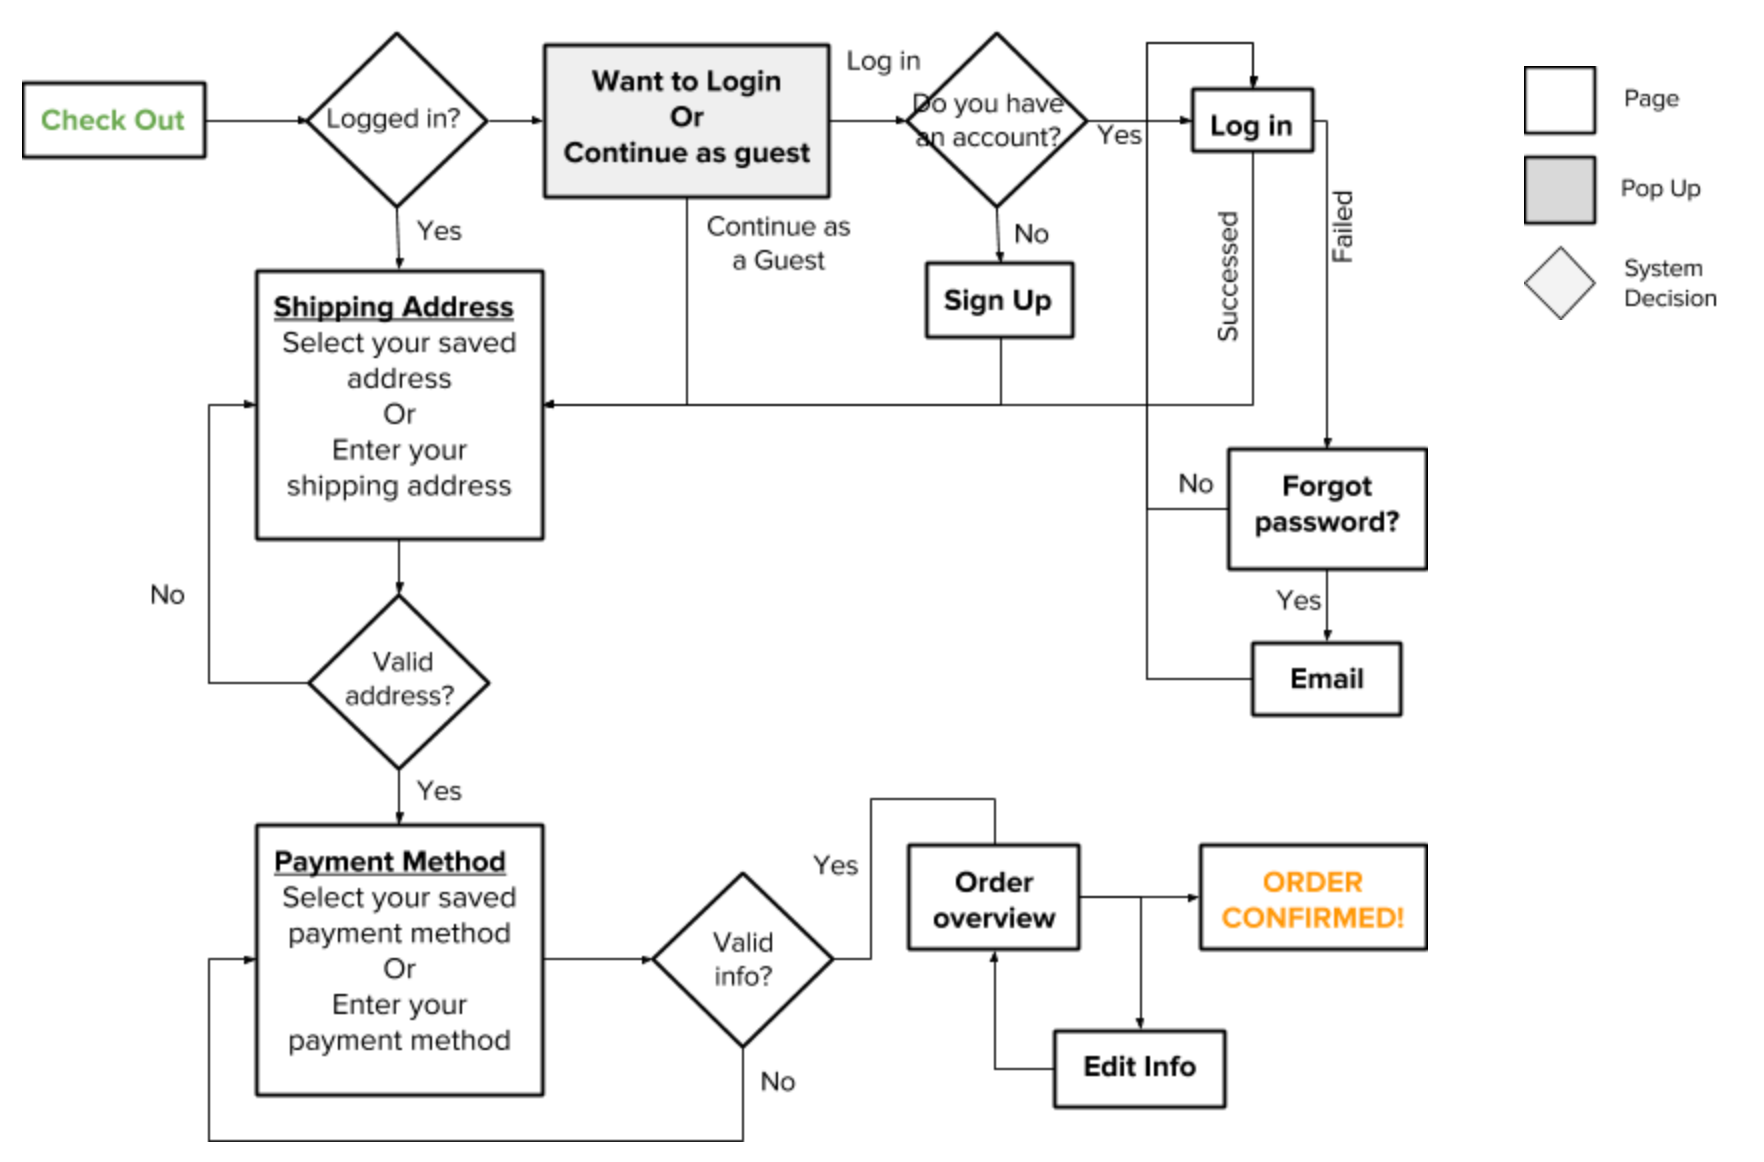 Check Out
Logged in?
Want to Login
Or
Continue as guest
Log in
Do you have
an account?
Yes
Log in
Page
Pop Up
System
Decision
Yes
Continue as
a Guest
No
Successed
Failed
Sign Up
Shipping Address
Select your saved
address
Or
Enter your
shipping address
No
Forgot
password?
Yes
Email
No
Valid
address?
Yes
Payment Method
Select your saved
payment method
Or
Enter your
payment method
Valid
info?
Yes
No
Order
overview
ORDER
CONFIRMED!
Edit Info